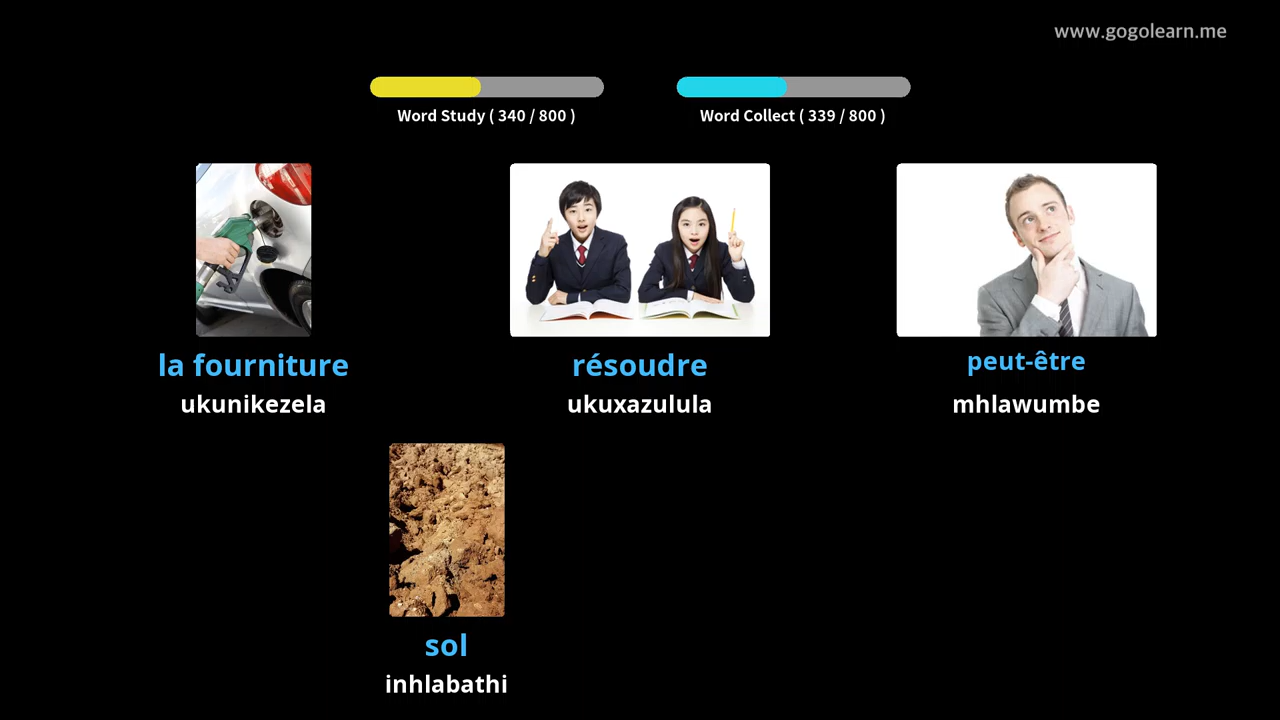 www.gogolearn.me
Word Study ( 340 / 800 )
Word Collect ( 339 / 800 )
la fourniture
ukunikezela
résoudre
ukuxazulula
peut-être
mhlawumbe
sol
inhlabathi